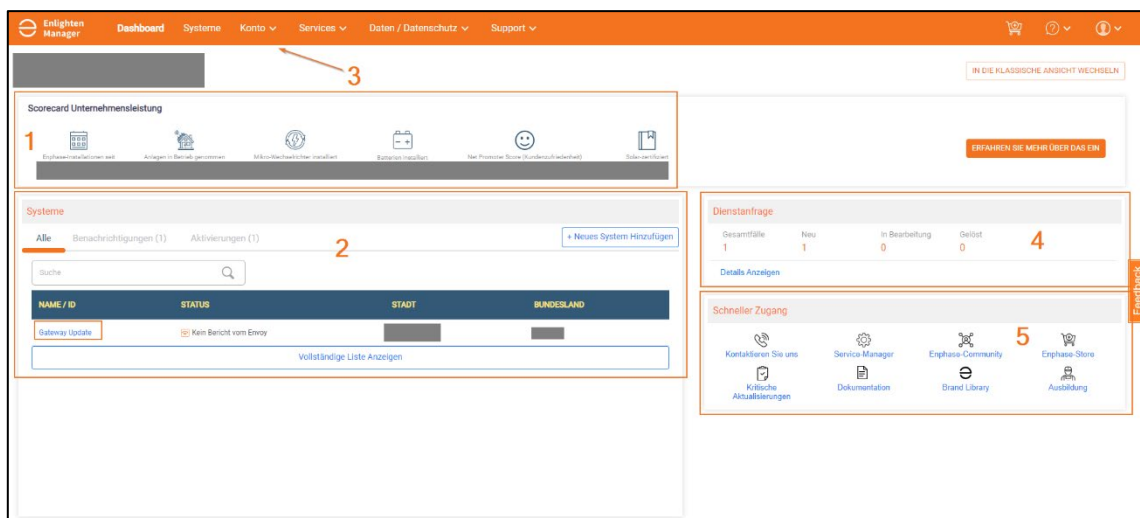 Enlighten Manager
Dashboard
Systeme
Konto
Services
Daten / Datenschutz
Support
3
IN DIE KLASSISCHE ANSICHT WECHSELN
Scorecard Unternehmensleistung
1
Enphase-Installationen seit
Anlagen in Betrieb genommen
Mikro-Wechselrichter installiert
Batterien installiert
Net Promoter Score (Kundenzufriedenheit)
Solar-zertifiziert
ERFAHREN SIE MEHR ÜBER DAS EIN
Systeme
Alle
Benachrichtigungen (1)
Aktivierungen (1)
2
+ Neues System Hinzufügen
Suche
NAME / ID
STATUS
STADT
BUNDESLAND
Gateway Update
Kein Bericht vom Envoy
Vollständige Liste Anzeigen
Dienstanfrage
Gesamtfälle
Neu
In Bearbeitung
Gelöst
1
1
0
0
4
Details Anzeigen
Feedback
Schneller Zugang
5
Kontaktieren Sie uns
Service-Manager
Enphase-Community
Enphase-Store
Kritische Aktualisierungen
Dokumentation
Brand Library
Ausbildung